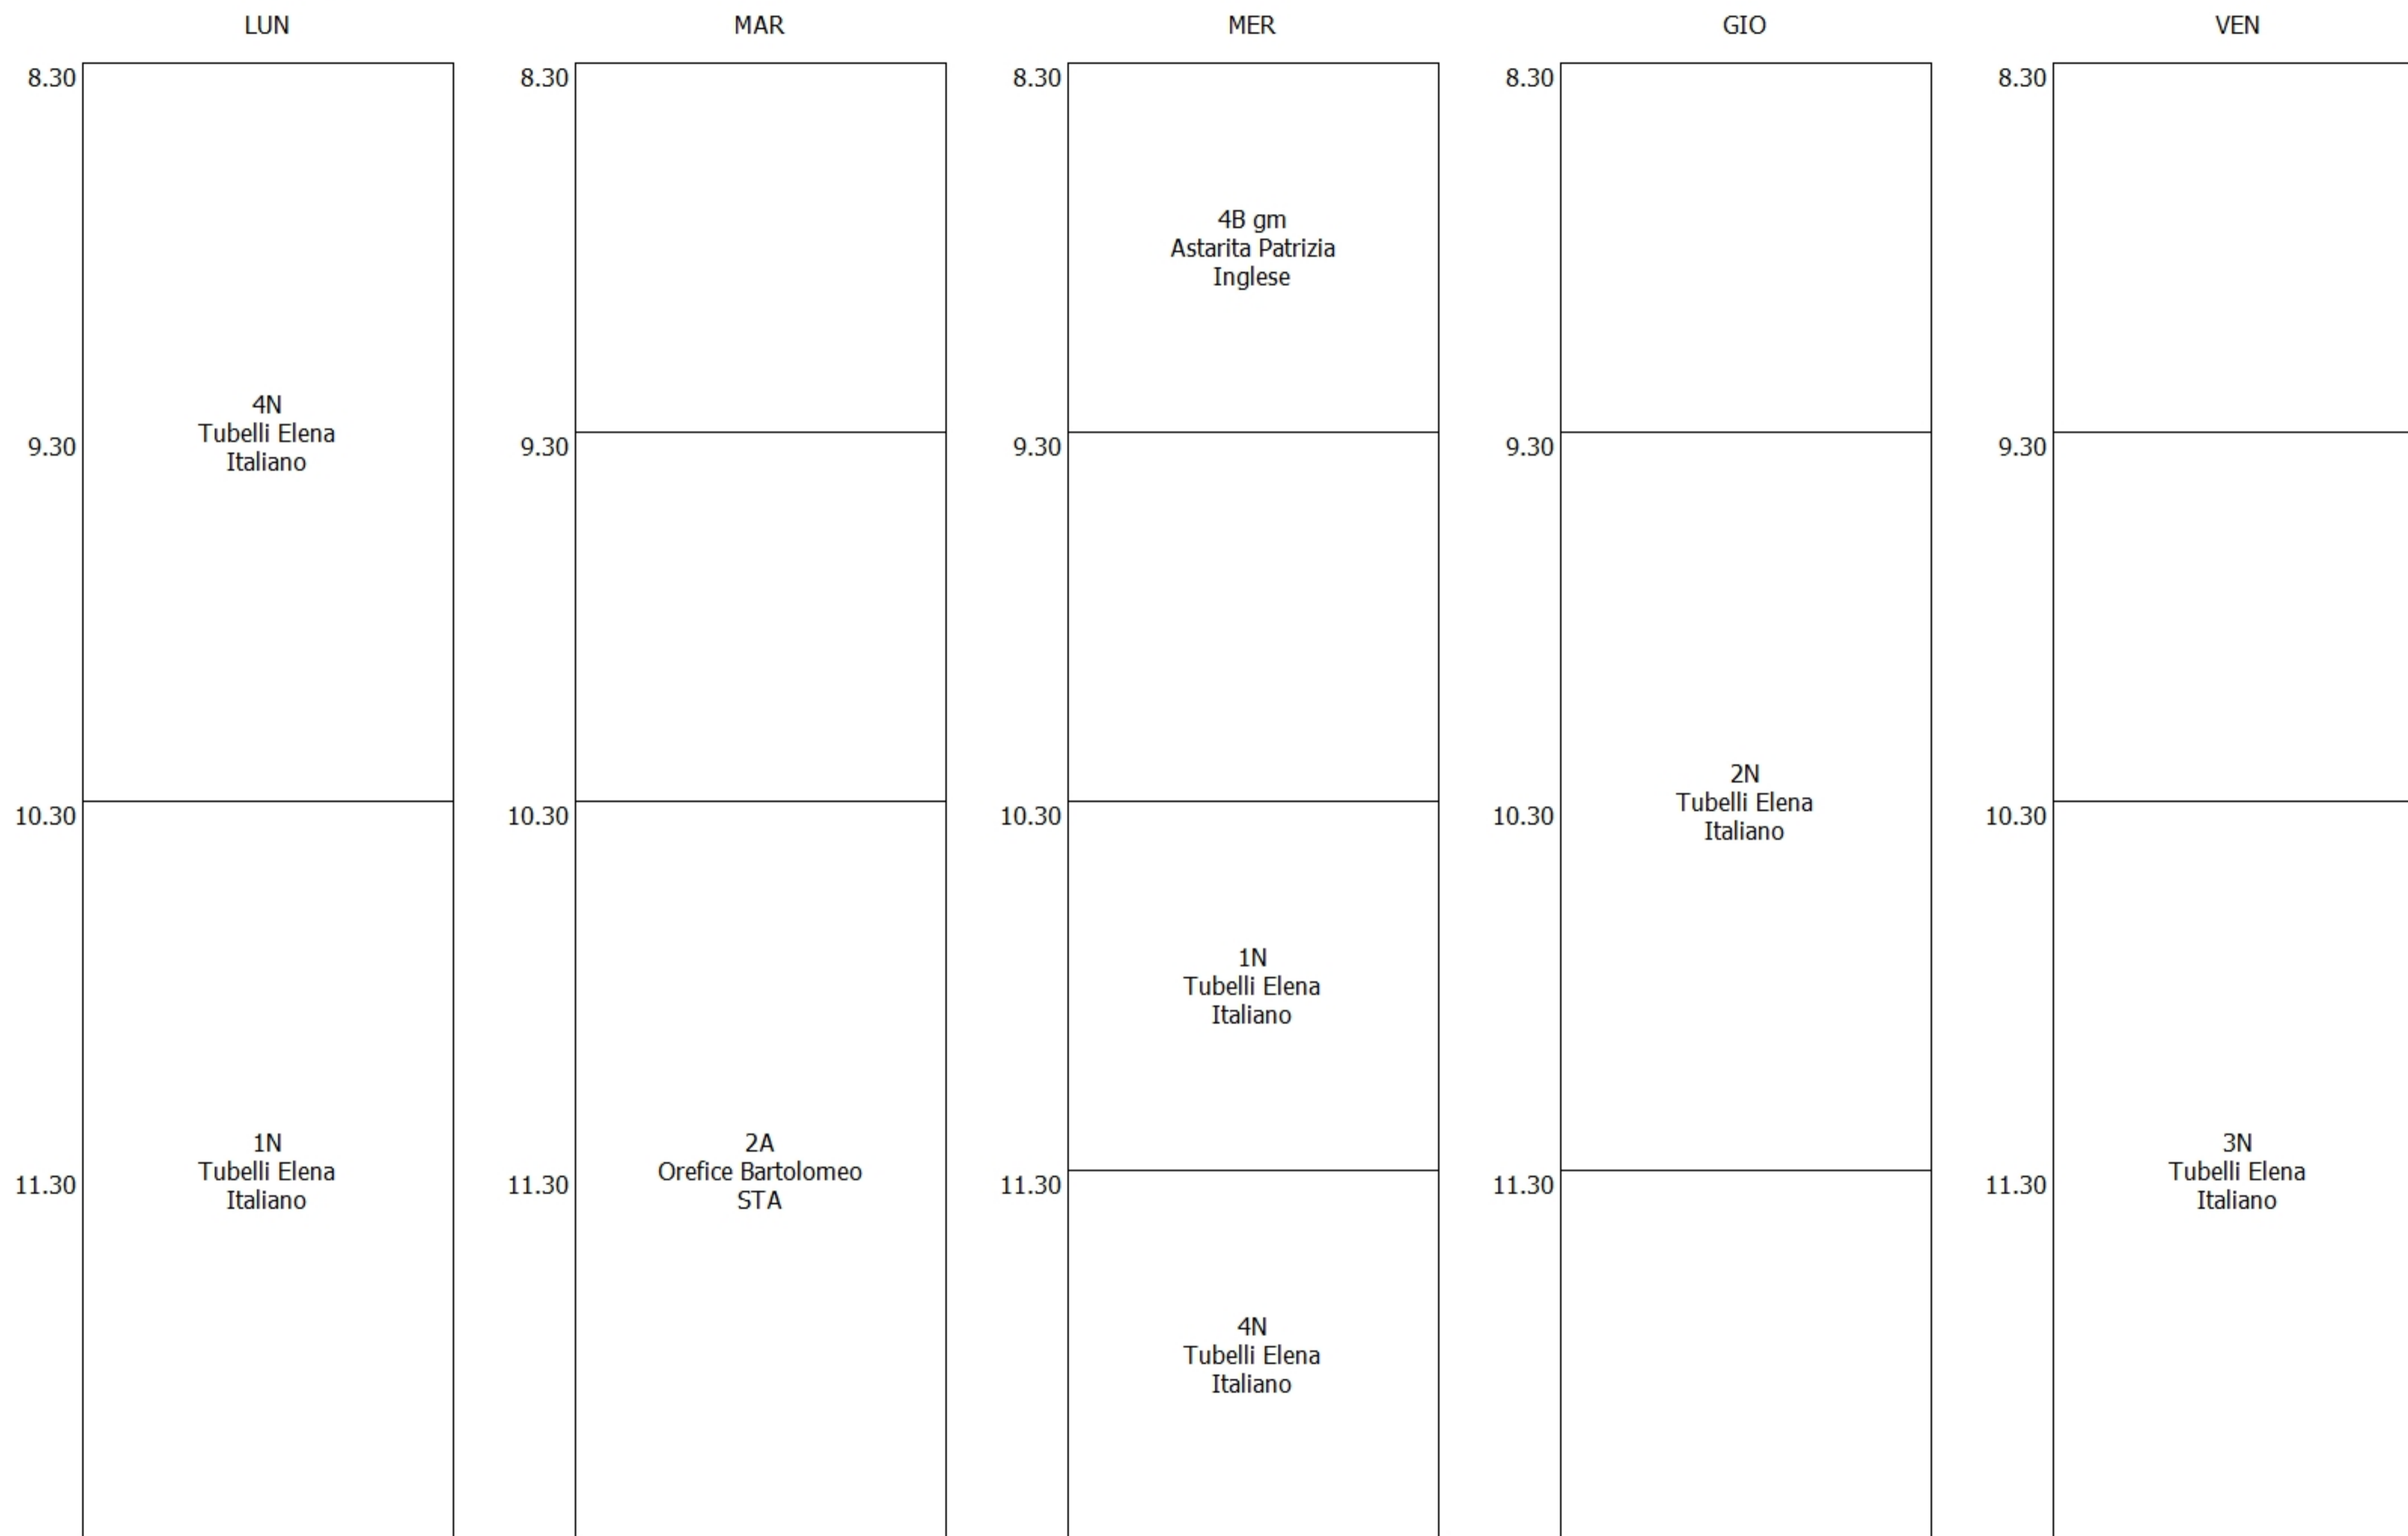 LUN
MAR
MER
GIO
VEN
8.30
8.30
8.30
8.30
8.30
4B gm
Astarita Patrizia
Inglese
4N
Tubelli Elena
Italiano
9.30
9.30
9.30
9.30
9.30
2N
Tubelli Elena
Italiano
10.30
10.30
10.30
10.30
10.30
1N
Tubelli Elena
Italiano
1N
Tubelli Elena
Italiano
2A
Orefice Bartolomeo
STA
3N
Tubelli Elena
Italiano
11.30
11.30
11.30
11.30
11.30
4N
Tubelli Elena
Italiano